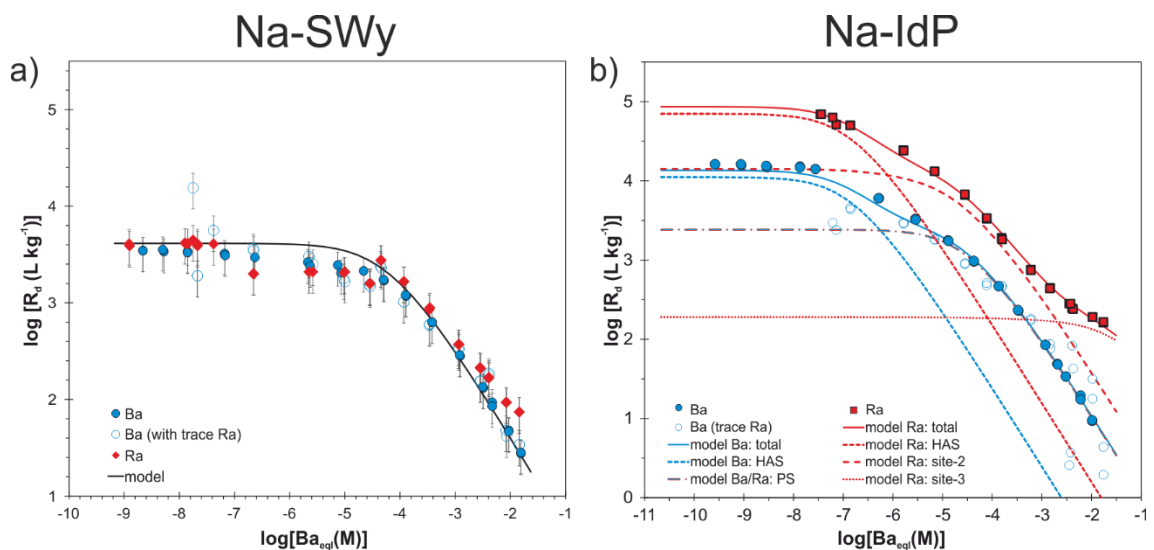 Na-SWy
Na-IdP
a)
b)
log [R_d (L kg⁻¹)]
5
4
3
2
1
-10 -9 -8 -7 -6 -5 -4 -3 -2 -1
log[Ba_eql(M)]
Ba
Ba (with trace Ra)
Ra
model
log [R_d (L kg⁻¹)]
5
4
3
2
1
0
-11 -10 -9 -8 -7 -6 -5 -4 -3 -2 -1
log[Ba_eql(M)]
Ba
Ba (trace Ra)
model Ba: total
model Ba: HAS
model Ba/Ra: PS
Ra
model Ra: total
model Ra: HAS
model Ra: site-2
model Ra: site-3